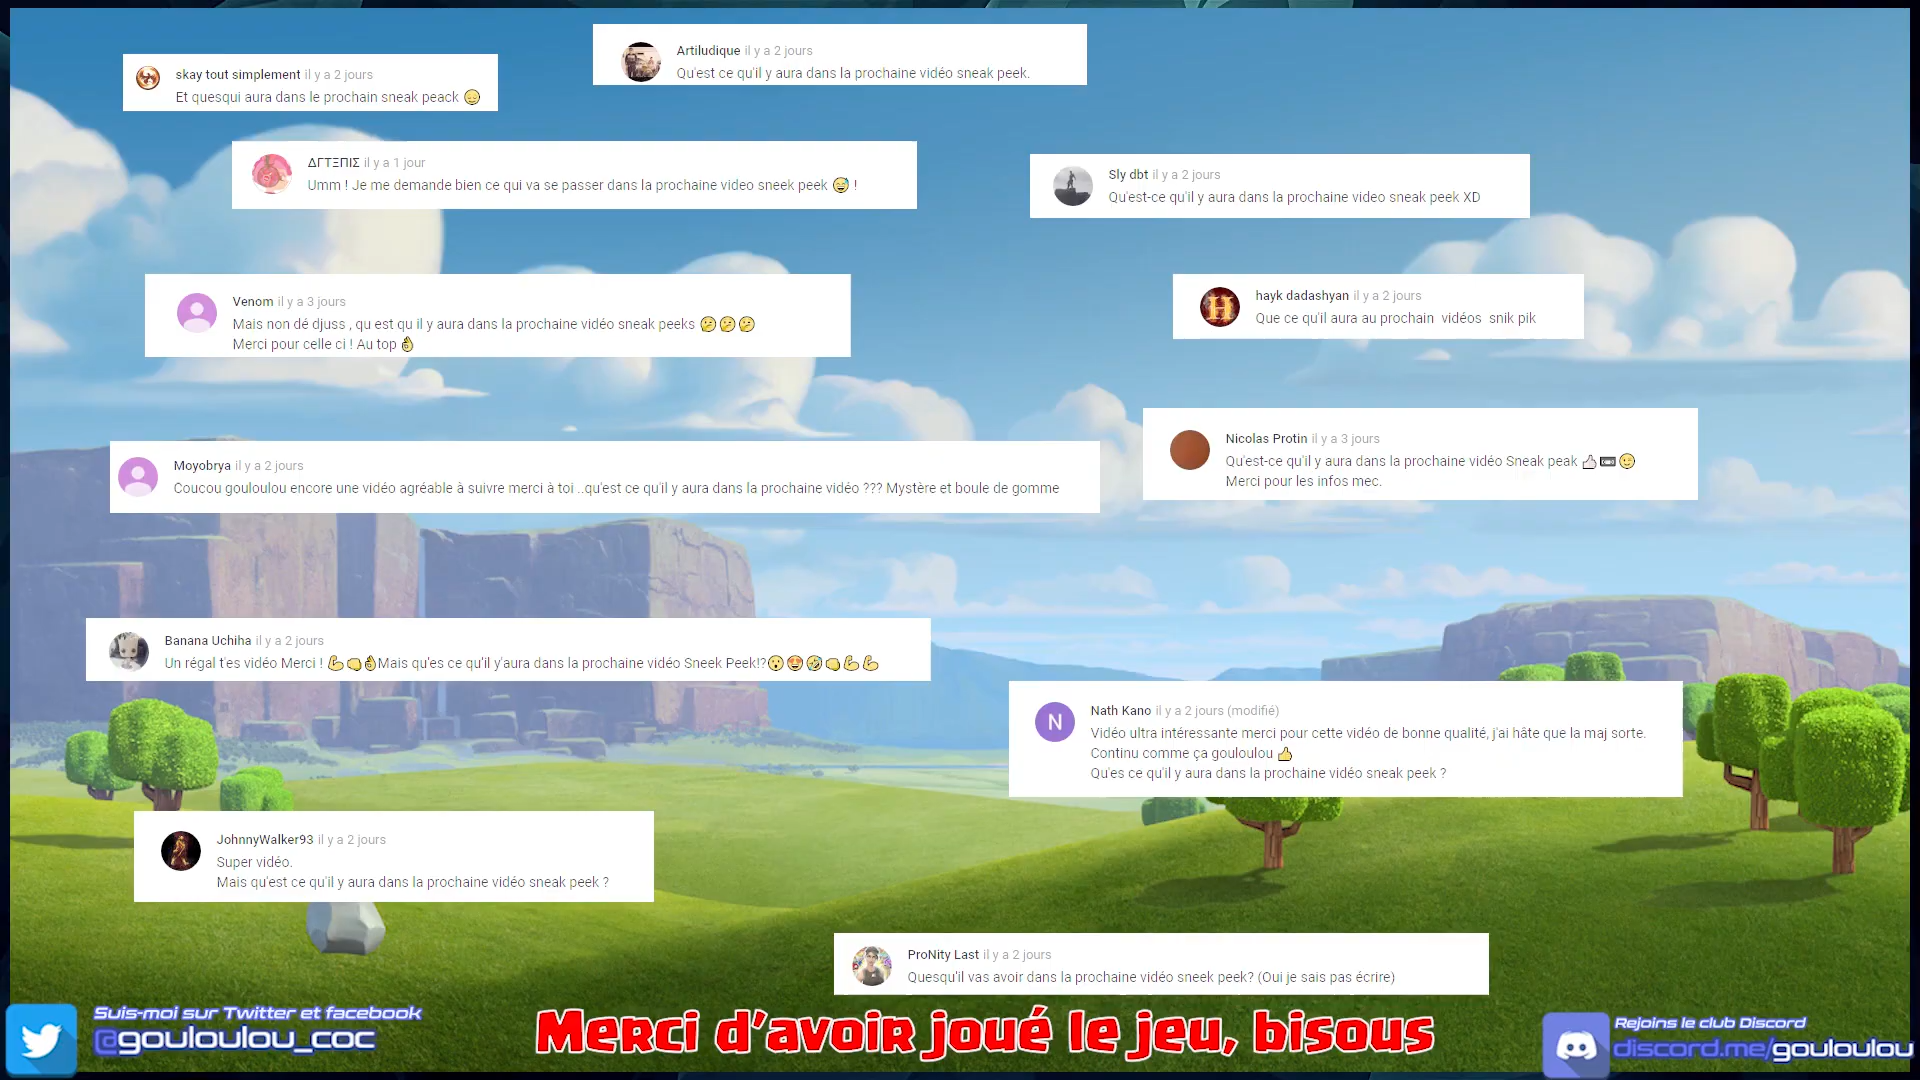 Artiludique il y a 2 jours
Qu'est ce qu'il y aura dans la prochaine vidéo sneak peek.
skay tout simplement il y a 2 jours
Et quesqui aura dans le prochain sneak peack 😑
ΔΓΤΞΠΙΣ il y a 1 jour
Umm ! Je me demande bien ce qui va se passer dans la prochaine video sneek peek 😅 !
Sly dbt il y a 2 jours
Qu'est-ce qu'il y aura dans la prochaine video sneak peek XD
Venom il y a 3 jours
Mais non dé djuss , qu est qu il y aura dans la prochaine vidéo sneak peeks 🤔🤔🤔
Merci pour celle ci ! Au top 👌
hayk dadashyan il y a 2 jours
Que ce qu'il aura au prochain  vidéos  snik pik
Nicolas Protin il y a 3 jours
Qu'est-ce qu'il y aura dans la prochaine vidéo Sneak peak 👍📼😉
Merci pour les infos mec.
Moyobrya il y a 2 jours
Coucou gouloulou encore une vidéo agréable à suivre merci à toi ..qu'est ce qu'il y aura dans la prochaine vidéo ??? Mystère et boule de gomme
Banana Uchiha il y a 2 jours
Un régal t'es vidéo Merci ! 💪👊👌Mais qu'es ce qu'il y'aura dans la prochaine vidéo Sneek Peek!?😮😍🤣👊💪💪
Nath Kano il y a 2 jours (modifié)
Vidéo ultra intéressante merci pour cette vidéo de bonne qualité, j'ai hâte que la maj sorte.
Continu comme ça gouloulou 👍
Qu'es ce qu'il y aura dans la prochaine vidéo sneak peek ?
N
JohnnyWalker93 il y a 2 jours
Super vidéo.
Mais qu'est ce qu'il y aura dans la prochaine vidéo sneak peek ?
ProNity Last il y a 2 jours
Quesqu'il vas avoir dans la prochaine vidéo sneek peek? (Oui je sais pas écrire)
Suis-moi sur Twitter et facebook
@gouloulou_coc
Merci d'avoir joué le jeu, bisous
Rejoins le club Discord
discord.me/gouloulou